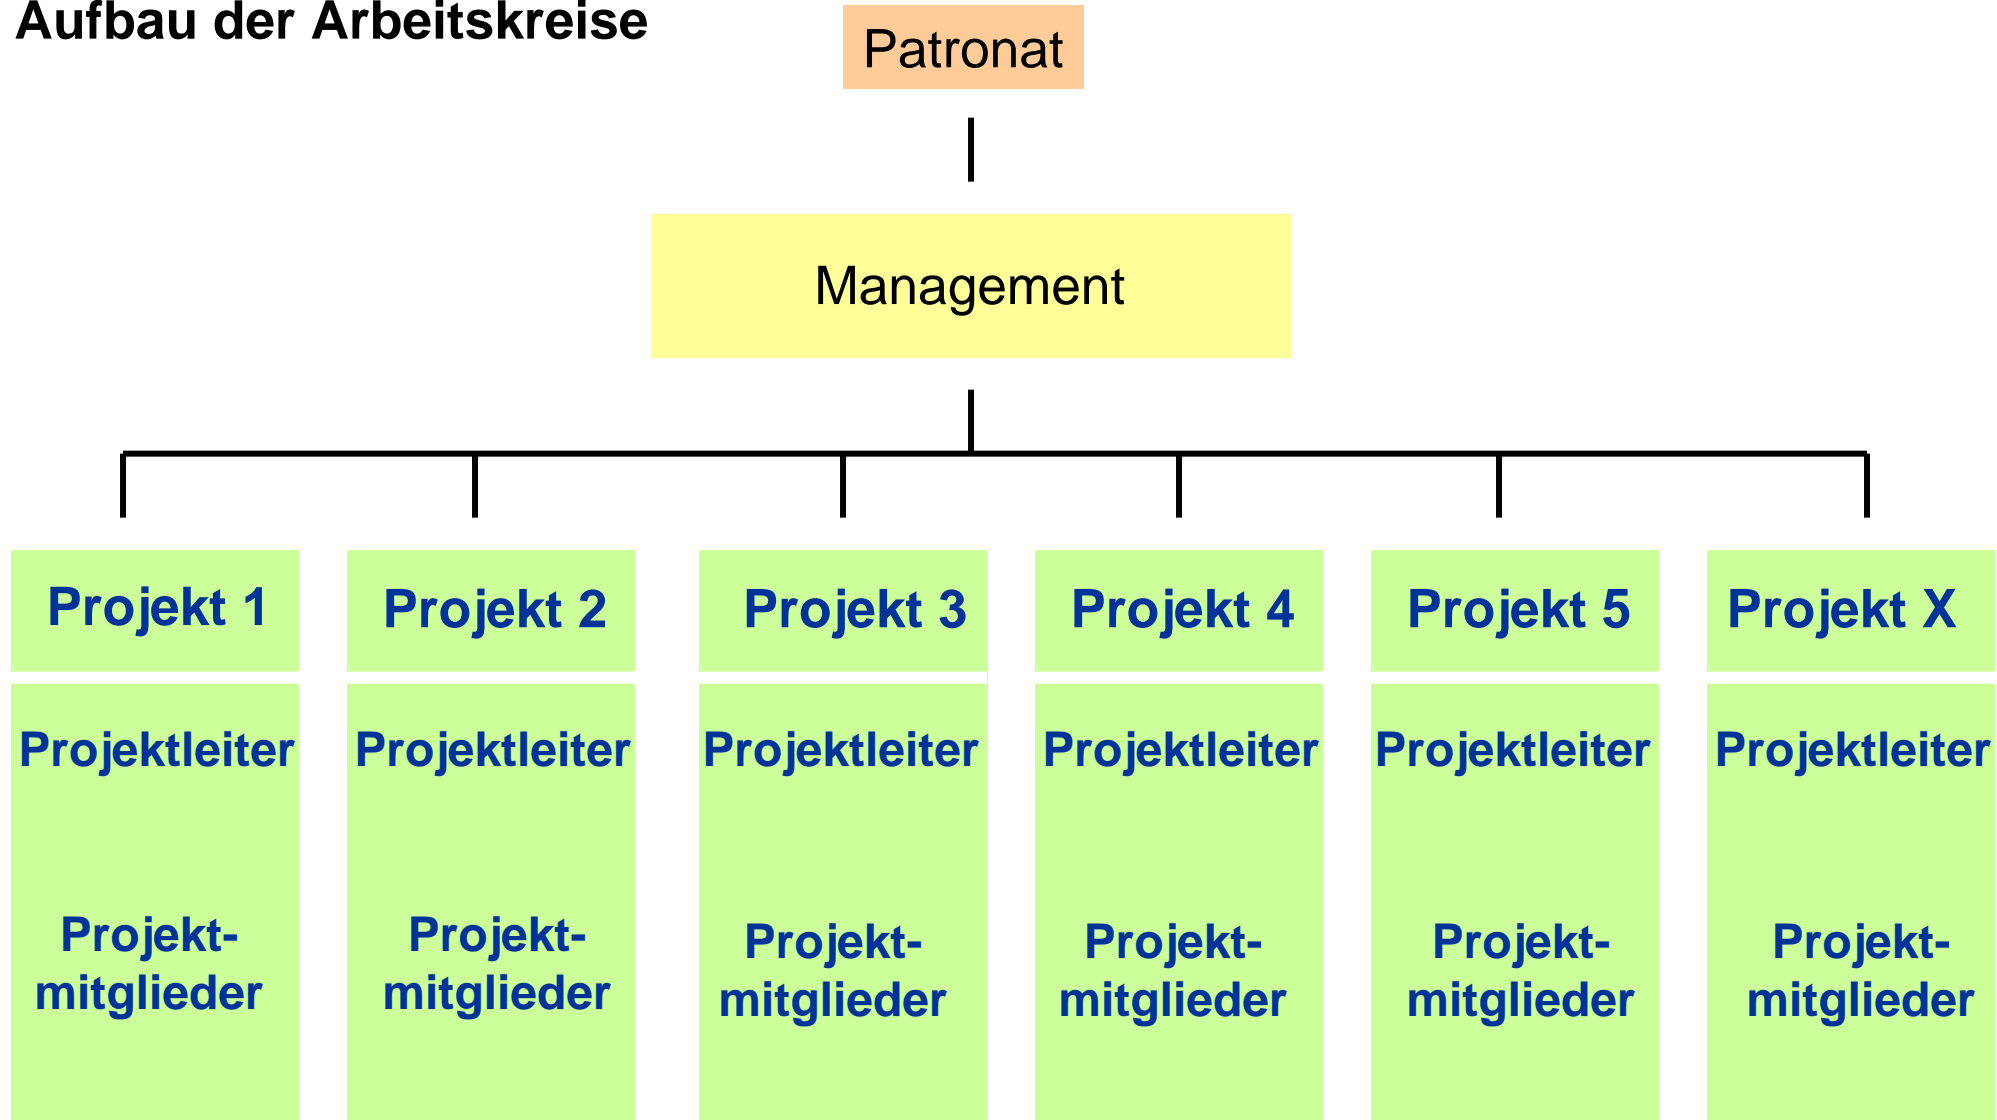 Aufbau der Arbeitskreise
Patronat
Management
Projekt 1
Projekt 2
Projekt 3
Projekt 4
Projekt 5
Projekt X
Projektleiter
Projektleiter
Projektleiter
Projektleiter
Projektleiter
Projektleiter
Projekt-
mitglieder
Projekt-
mitglieder
Projekt-
mitglieder
Projekt-
mitglieder
Projekt-
mitglieder
Projekt-
mitglieder